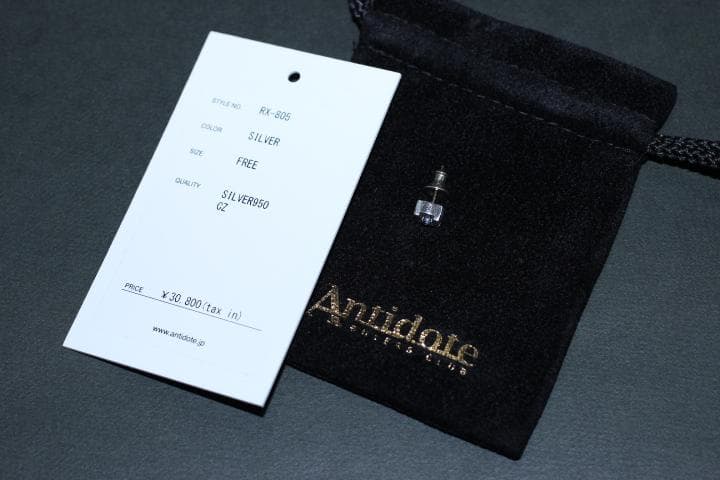 STYLE NO. RX-805
COLOR SILVER
SIZE FREE
QUALITY SILVER950
CZ
PRICE ¥30,800(tax in)
www.antidote.jp
Antidote